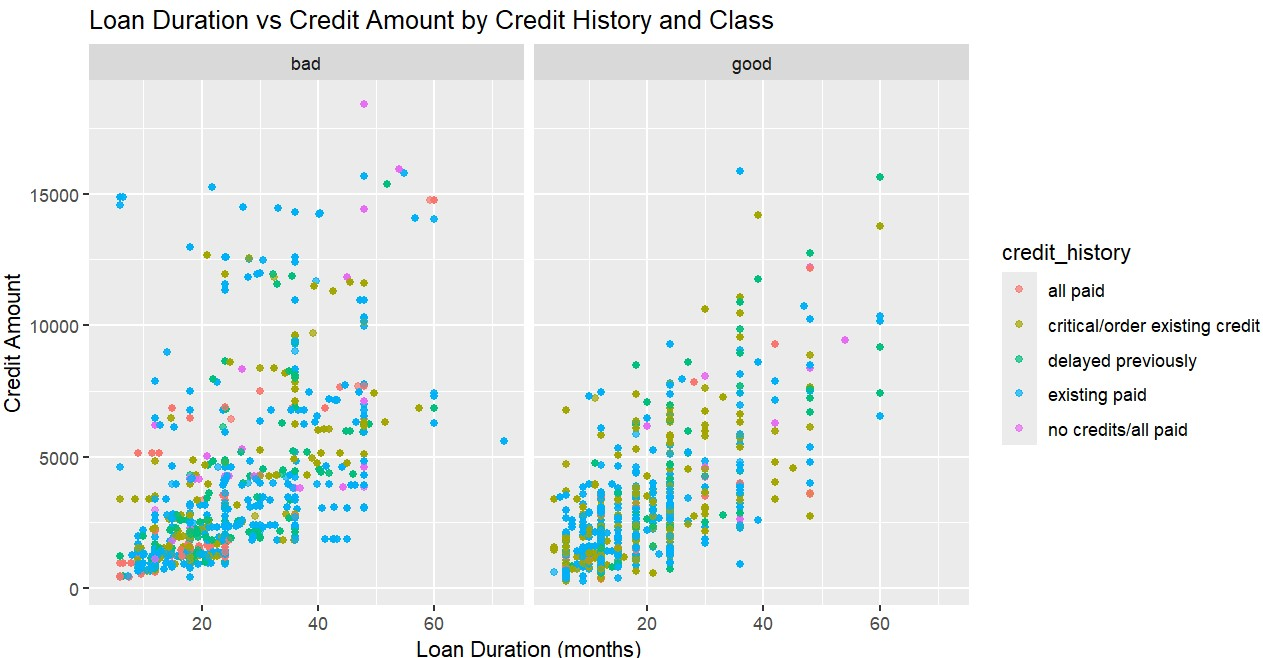 Loan Duration vs Credit Amount by Credit History and Class
bad
good
Credit Amount
15000
10000
5000
0
20
40
60
20
40
60
Loan Duration (months)
credit_history
all paid
critical/order existing credit
delayed previously
existing paid
no credits/all paid